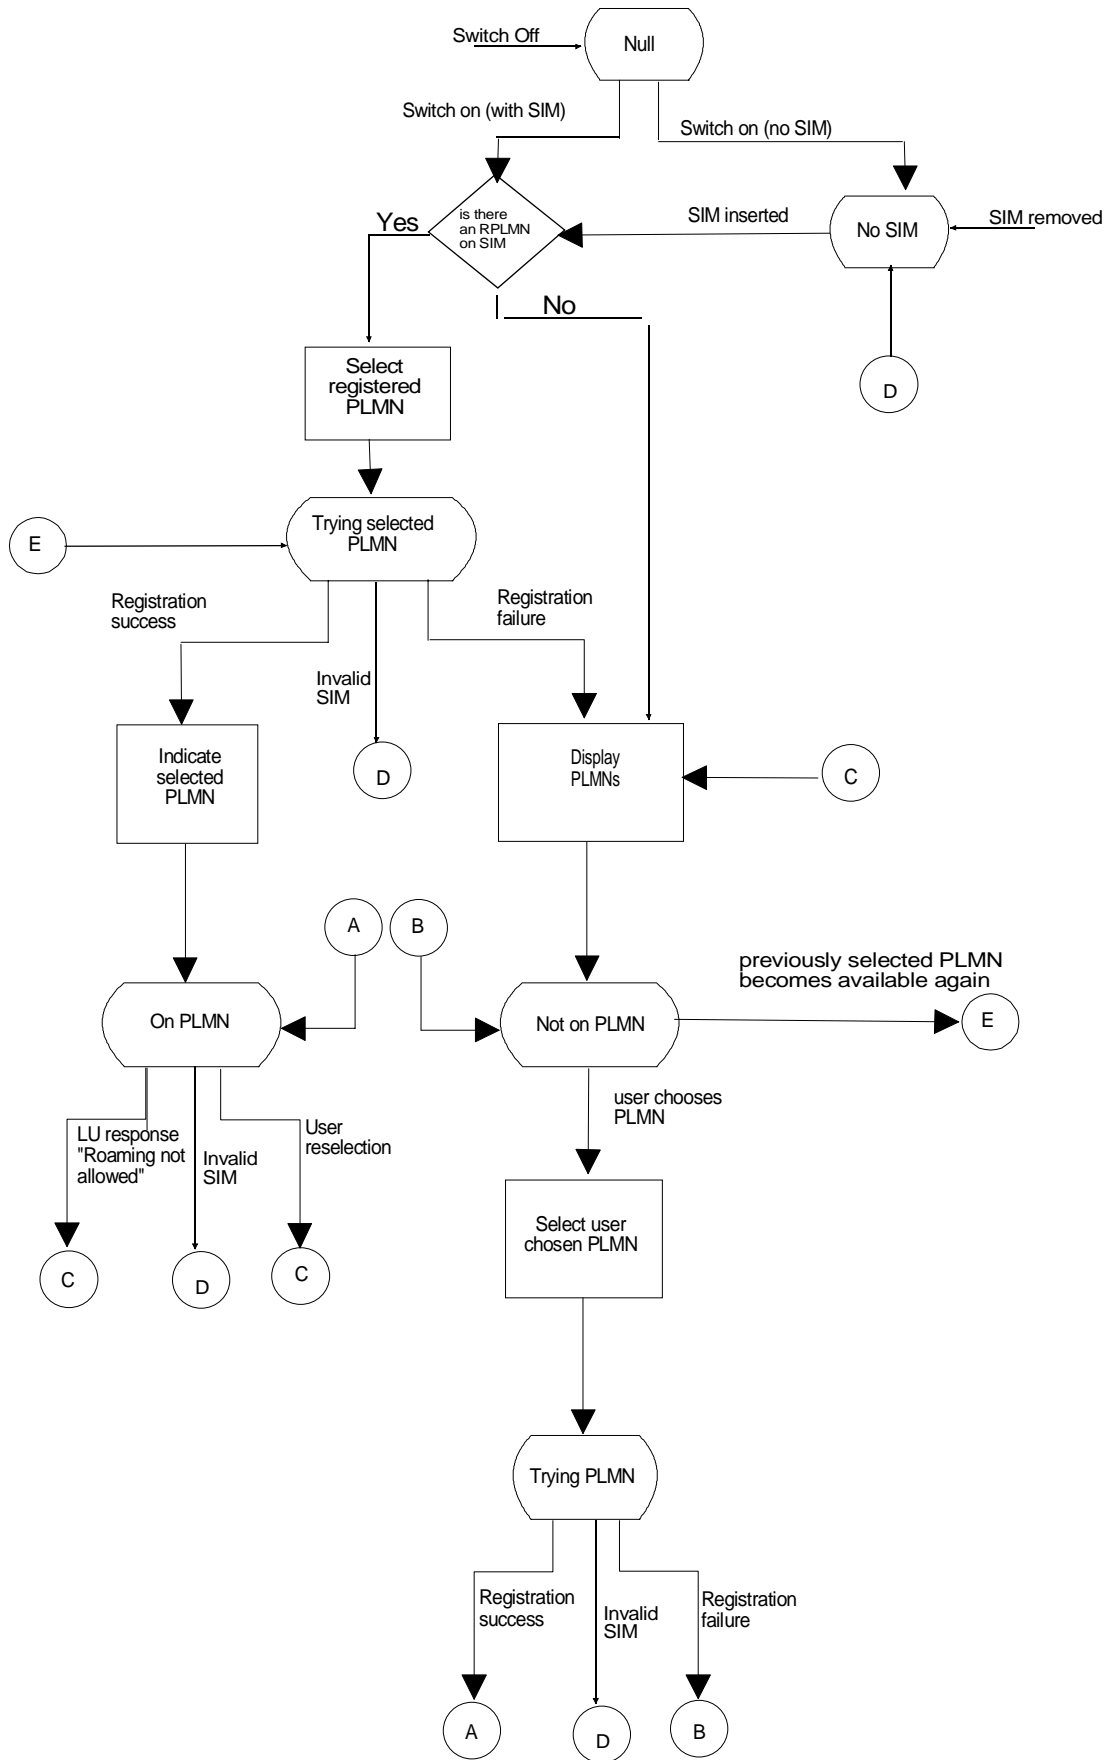 Switch Off
Null
Switch on (with SIM)
Switch on (no SIM)
is there
an RPLMN
on SIM
Yes
SIM inserted
No SIM
SIM removed
No
Select
registered
PLMN
D
Trying selected
PLMN
E
Registration
success
Registration
failure
Invalid
SIM
Indicate
selected
PLMN
D
Display
PLMNs
C
A
B
previously selected PLMN
becomes available again
On PLMN
Not on PLMN
E
user chooses
PLMN
LU response
"Roaming not
allowed"
Invalid
SIM
User
reselection
Select user
chosen PLMN
C
D
C
Trying PLMN
Registration
success
Invalid
SIM
Registration
failure
A
D
B